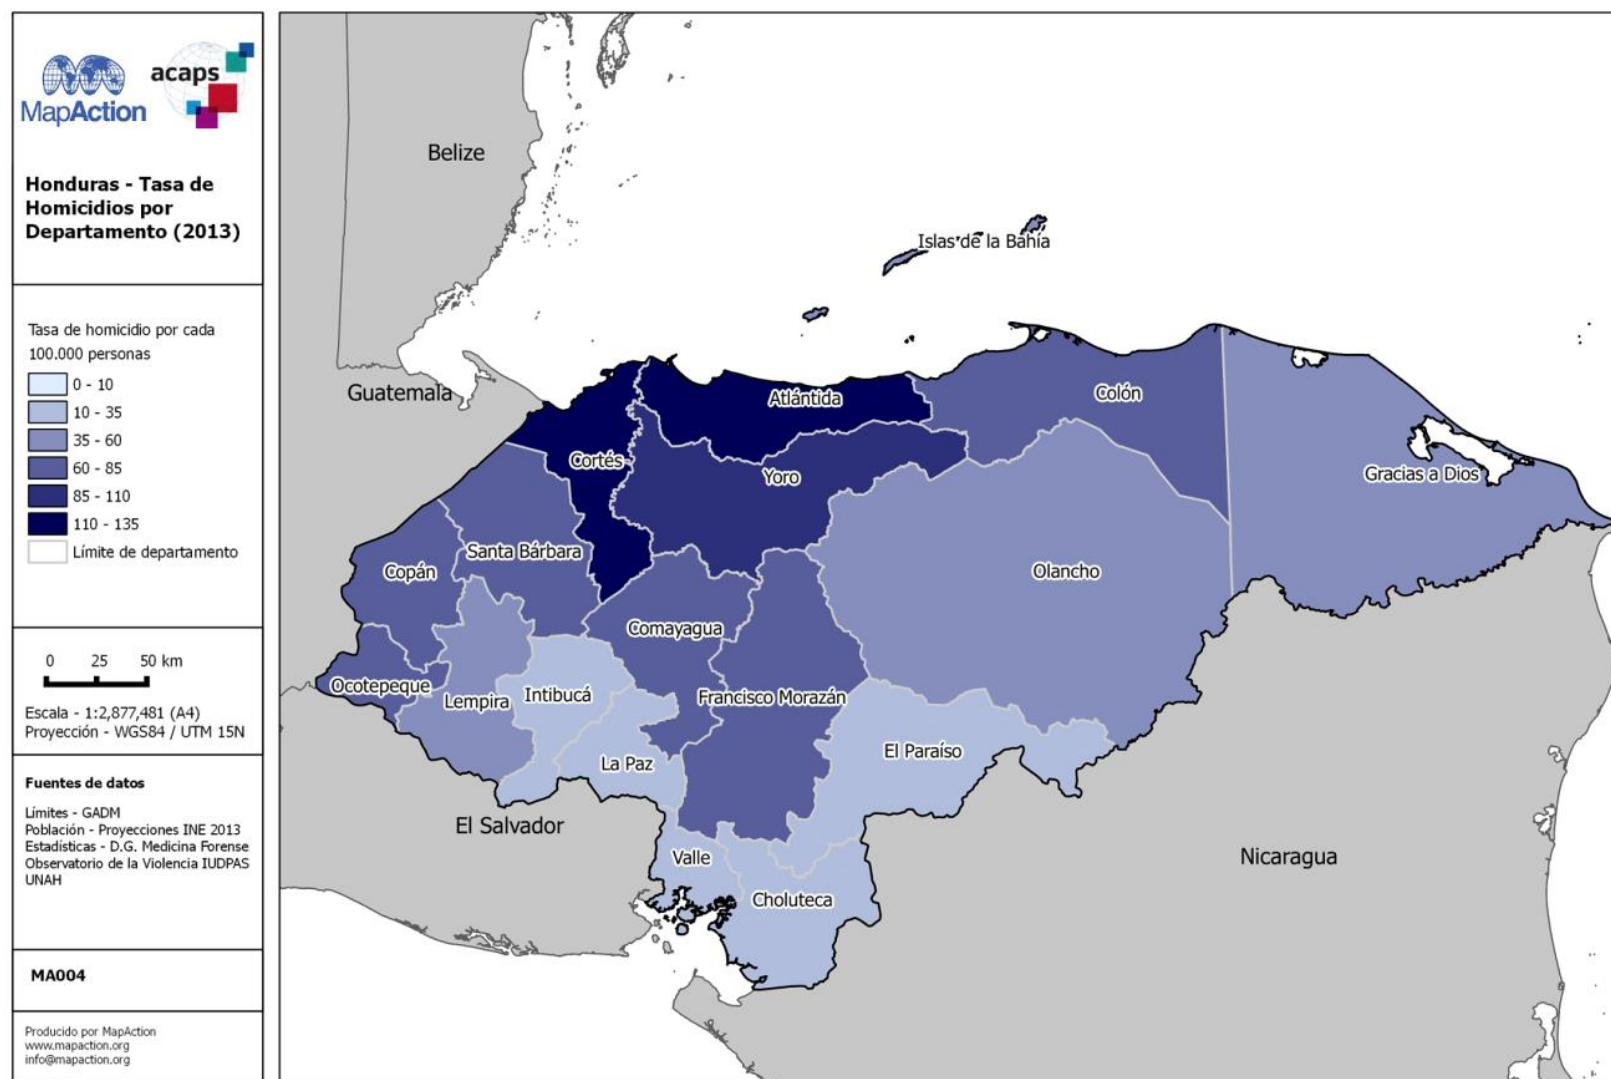 MapAction
acaps
Honduras - Tasa de
Homicidios por
Departamento (2013)
Tasa de homicidio por cada
100.000 personas
0 - 10
10 - 35
35 - 60
60 - 85
85 - 110
110 - 135
Límite de departamento
0 25 50 km
Escala - 1:2,877,481 (A4)
Proyección - WGS84 / UTM 15N
Fuentes de datos
Límites - GADM
Población - Proyecciones INE 2013
Estadísticas - D.G. Medicina Forense
Observatorio de la Violencia IUDPAS
UNAH
MA004
Producido por MapAction
www.mapaction.org
info@mapaction.org
Belize
Islas de la Bahía
Guatemala
Atlántida
Colón
Cortés
Yoro
Gracias a Dios
Santa Bárbara
Copán
Olancho
Comayagua
Ocotepeque
Lempira
Intibucá
Francisco Morazán
El Paraíso
La Paz
El Salvador
Valle
Nicaragua
Choluteca